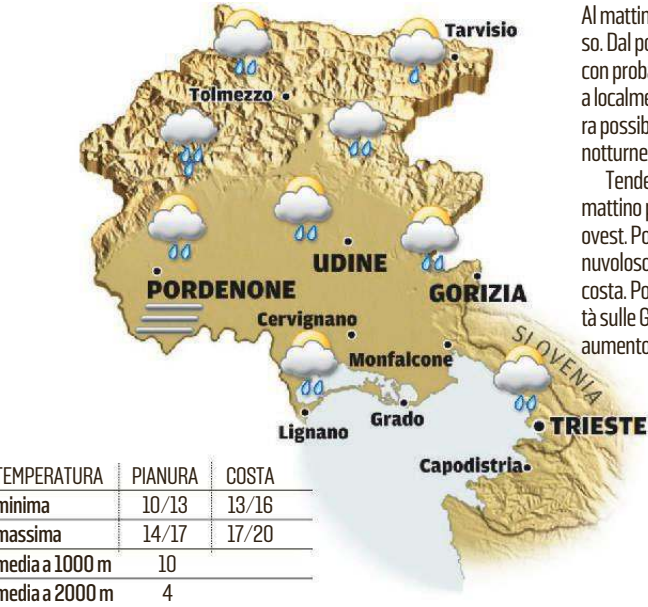 Tarvisio
Tolmezzo
UDINE
PORDENONE
GORIZIA
Cervignano
Monfalcone
SLOVENIA
Grado
Lignano
TRIESTE
Capodistria
Al mattin
so. Dal po
con proba
a localme
ra possib
notturne
Tende
mattino p
ovest. Po
nuvoloso
costa. Po
tà sulle G
aumento
TEMPERATURA PIANURA COSTA
minima 10/13 13/16
massima 14/17 17/20
media a 1000 m 10
media a 2000 m 4